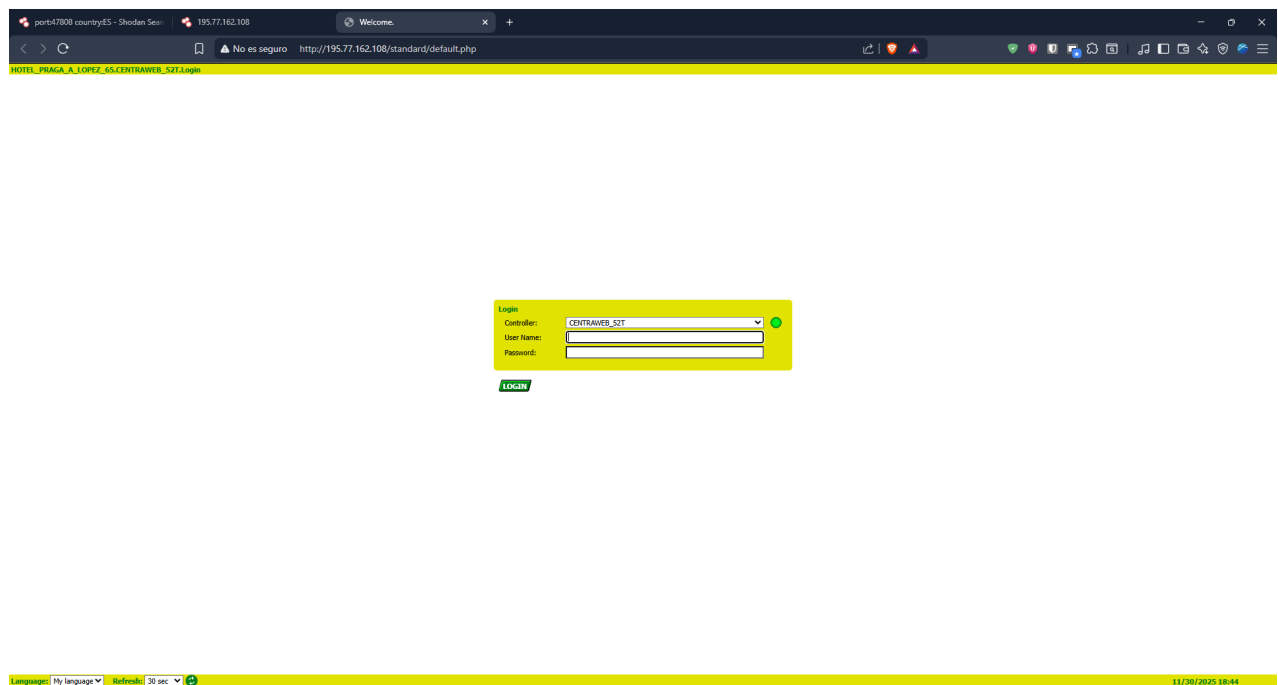 port:47808 country:ES - Shodan Sear
195.77.162.108
Welcome.
No es seguro http://195.77.162.108/standard/default.php
HOTEL_PRAGA_A_LOPEZ_65.CENTRAWEB_52T.Login
Login
Controller: CENTRAWEB_52T
User Name:
Password:
LOGIN
Language: My language Refresh: 30 sec
11/30/2025 18:44